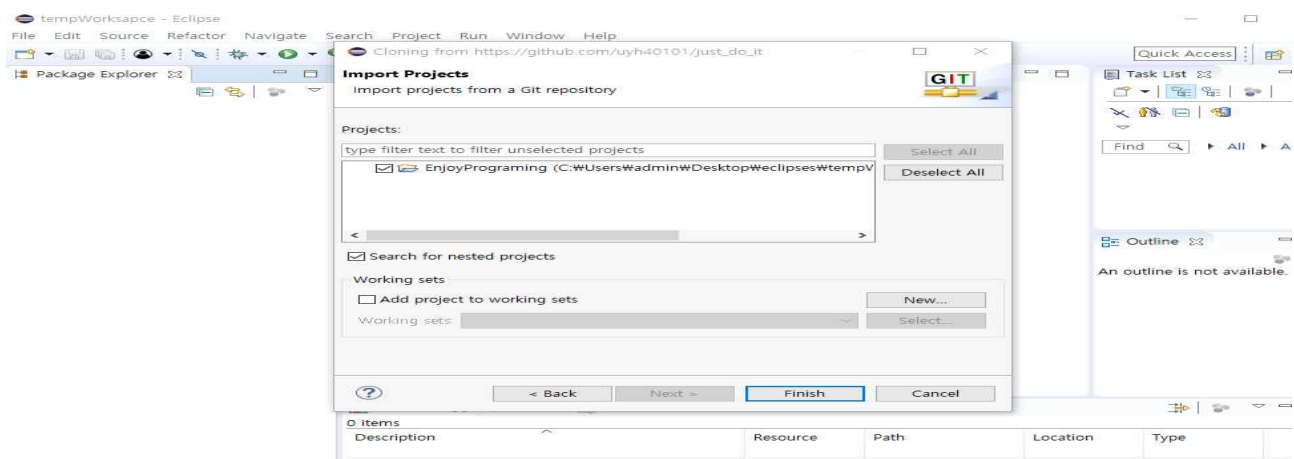 tempWorksapce - Eclipse
File Edit Source Refactor Navigate Search Project Run Window Help
Quick Access
Package Explorer
Cloning from https://github.com/uyh40101/just_do_it
Import Projects
Import projects from a Git repository
GIT
Projects:
type filter text to filter unselected projects
Select All
EnjoyPrograming (C:₩Users₩admin₩Desktop₩eclipses₩tempV
Deselect All
Search for nested projects
Working sets
Add project to working sets
New...
Working sets:
Select...
< Back
Next >
Finish
Cancel
Task List
Find
All
A
Outline
An outline is not available.
0 items
Description Resource Path Location Type